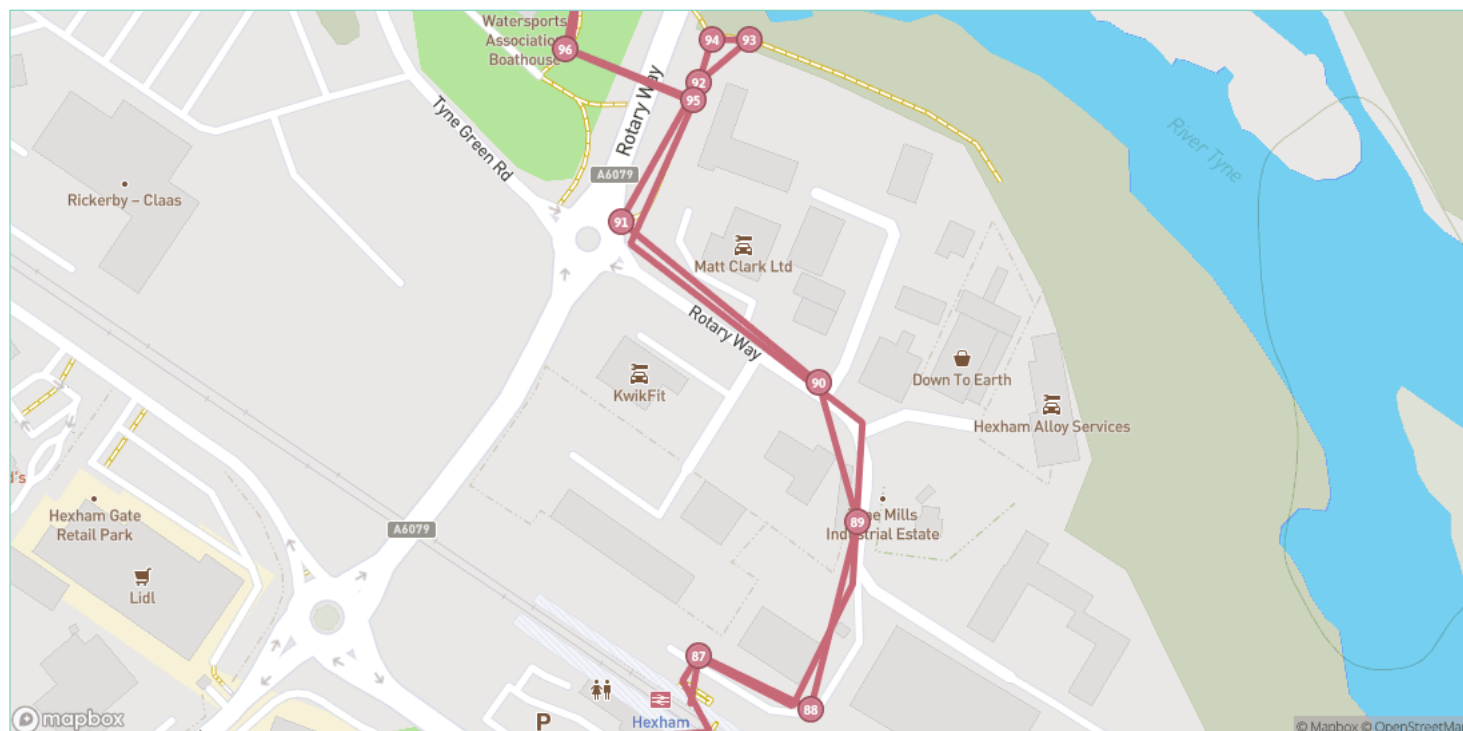 Watersports
Association
Boathouse
96
94
93
92
95
Rotary Way
Tyne Green Rd
A6079
River Tyne
Rickerby – Claas
91
Matt Clark Ltd
Rotary Way
90
KwikFit
Down To Earth
Hexham Alloy Services
Hexham Gate
Retail Park
A6079
89
Mills
Industrial Estate
Lidl
87
88
P
Hexham
mapbox
© Mapbox © OpenStreetMap